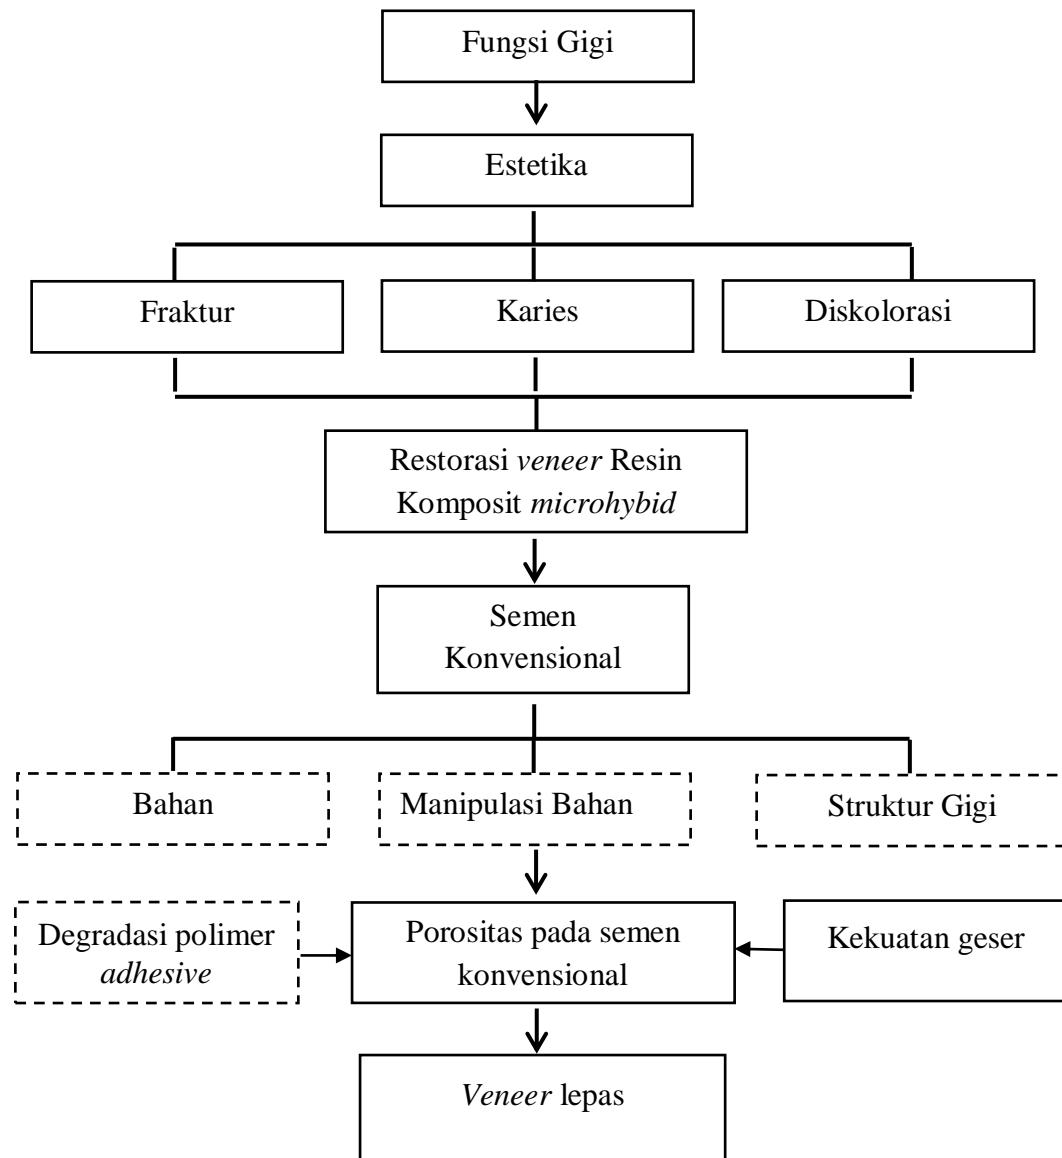 Fungsi Gigi
Estetika
Fraktur
Karies
Diskolorasi
Restorasi veneer Resin
Komposit microhybid
Semen
Konvensional
Bahan
Manipulasi Bahan
Struktur Gigi
Degradasi polimer
adhesive
Porositas pada semen
konvensional
Kekuatan geser
Veneer lepas